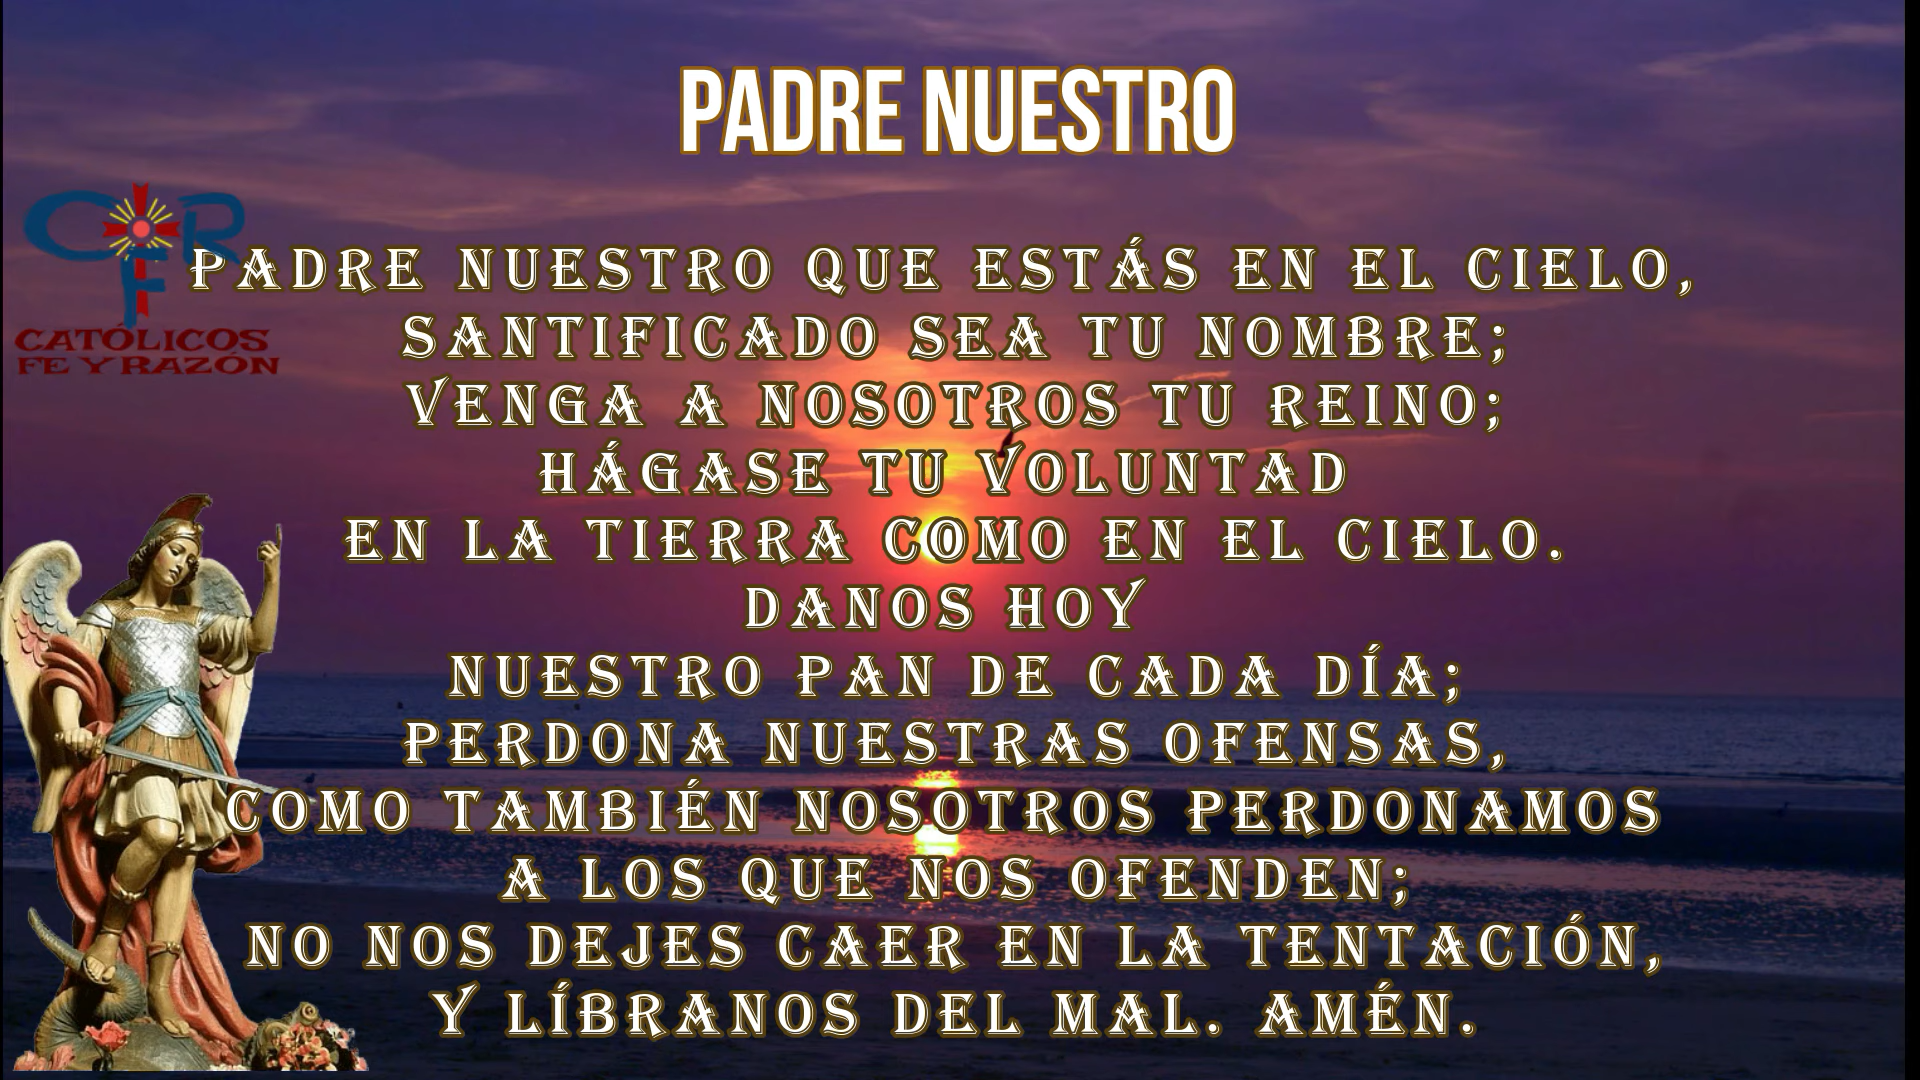 PADRE NUESTRO
CFR
CATÓLICOS
FE Y RAZÓN
PADRE NUESTRO QUE ESTÁS EN EL CIELO,
SANTIFICADO SEA TU NOMBRE;
VENGA A NOSOTROS TU REINO;
HÁGASE TU VOLUNTAD
EN LA TIERRA COMO EN EL CIELO.
DANOS HOY
NUESTRO PAN DE CADA DÍA;
PERDONA NUESTRAS OFENSAS,
COMO TAMBIÉN NOSOTROS PERDONAMOS
A LOS QUE NOS OFENDEN;
NO NOS DEJES CAER EN LA TENTACIÓN,
Y LÍBRANOS DEL MAL. AMÉN.